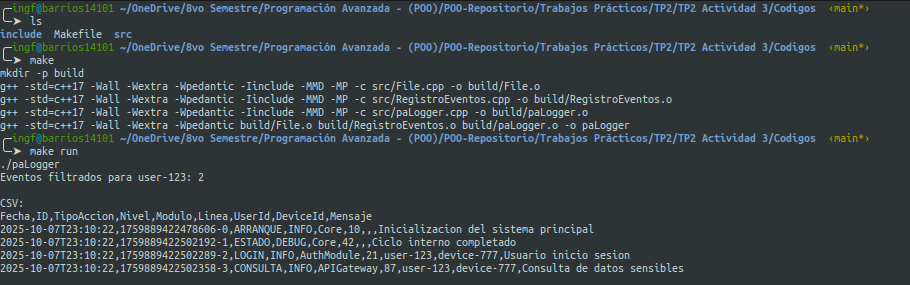 ingf@barrios14101 ~/OneDrive/8vo Semestre/Programación Avanzada - (POO)/POO-Repositorio/Trabajos Prácticos/TP2/TP2 Actividad 3/Codigos ‹main*›
➤ ls
include Makefile src
ingf@barrios14101 ~/OneDrive/8vo Semestre/Programación Avanzada - (POO)/POO-Repositorio/Trabajos Prácticos/TP2/TP2 Actividad 3/Codigos ‹main*›
➤ make
mkdir -p build
g++ -std=c++17 -Wall -Wextra -Wpedantic -Iinclude -MMD -MP -c src/File.cpp -o build/File.o
g++ -std=c++17 -Wall -Wextra -Wpedantic -Iinclude -MMD -MP -c src/RegistroEventos.cpp -o build/RegistroEventos.o
g++ -std=c++17 -Wall -Wextra -Wpedantic -Iinclude -MMD -MP -c src/paLogger.cpp -o build/paLogger.o
g++ -std=c++17 -Wall -Wextra -Wpedantic build/File.o build/RegistroEventos.o build/paLogger.o -o paLogger
ingf@barrios14101 ~/OneDrive/8vo Semestre/Programación Avanzada - (POO)/POO-Repositorio/Trabajos Prácticos/TP2/TP2 Actividad 3/Codigos ‹main*›
➤ make run
./paLogger
Eventos filtrados para user-123: 2
CSV:
Fecha,ID,TipoAccion,Nivel,Modulo,Linea,UserId,DeviceId,Mensaje
2025-10-07T23:10:22,1759889422478606-0,ARRANQUE,INFO,Core,10,,,Inicializacion del sistema principal
2025-10-07T23:10:22,1759889422502192-1,ESTADO,DEBUG,Core,42,,,Ciclo interno completado
2025-10-07T23:10:22,1759889422502289-2,LOGIN,INFO,AuthModule,21,user-123,device-777,Usuario inicio sesion
2025-10-07T23:10:22,1759889422502358-3,CONSULTA,INFO,APIGateway,87,user-123,device-777,Consulta de datos sensibles